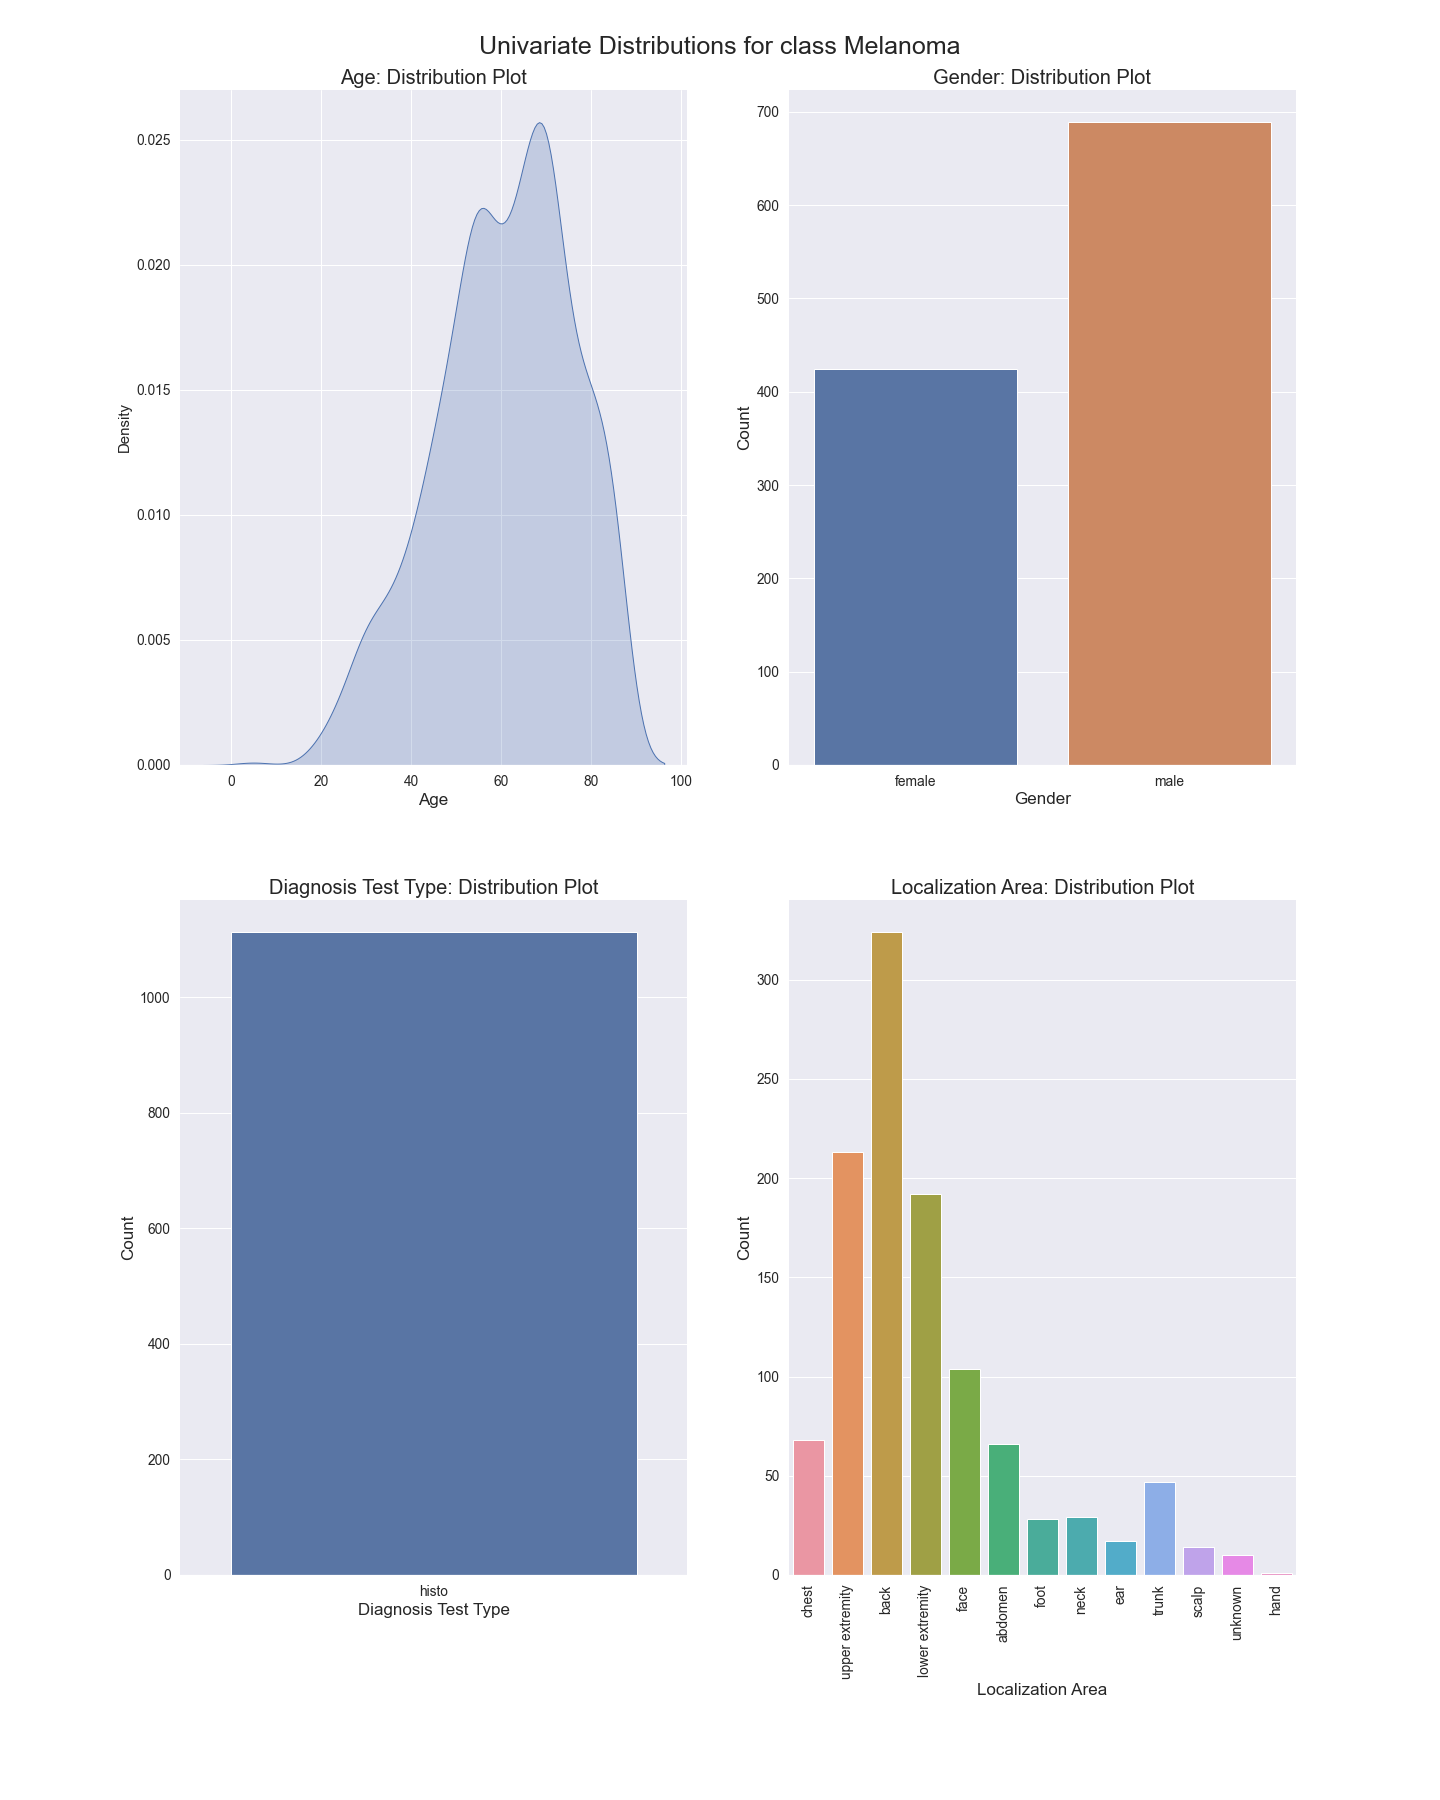 Univariate Distributions for class Melanoma
Age: Distribution Plot
0.025
0.020
0.015
0.010
0.005
0.000
Density
0 20 40 60 80 100
Age
Gender: Distribution Plot
700
600
500
400
300
200
100
0
Count
female male
Gender
Diagnosis Test Type: Distribution Plot
1000
800
600
400
200
0
Count
histo
Diagnosis Test Type
Localization Area: Distribution Plot
300
250
200
150
100
50
0
Count
chest
upper extremity
back
lower extremity
face
abdomen
foot
neck
ear
trunk
scalp
unknown
hand
Localization Area